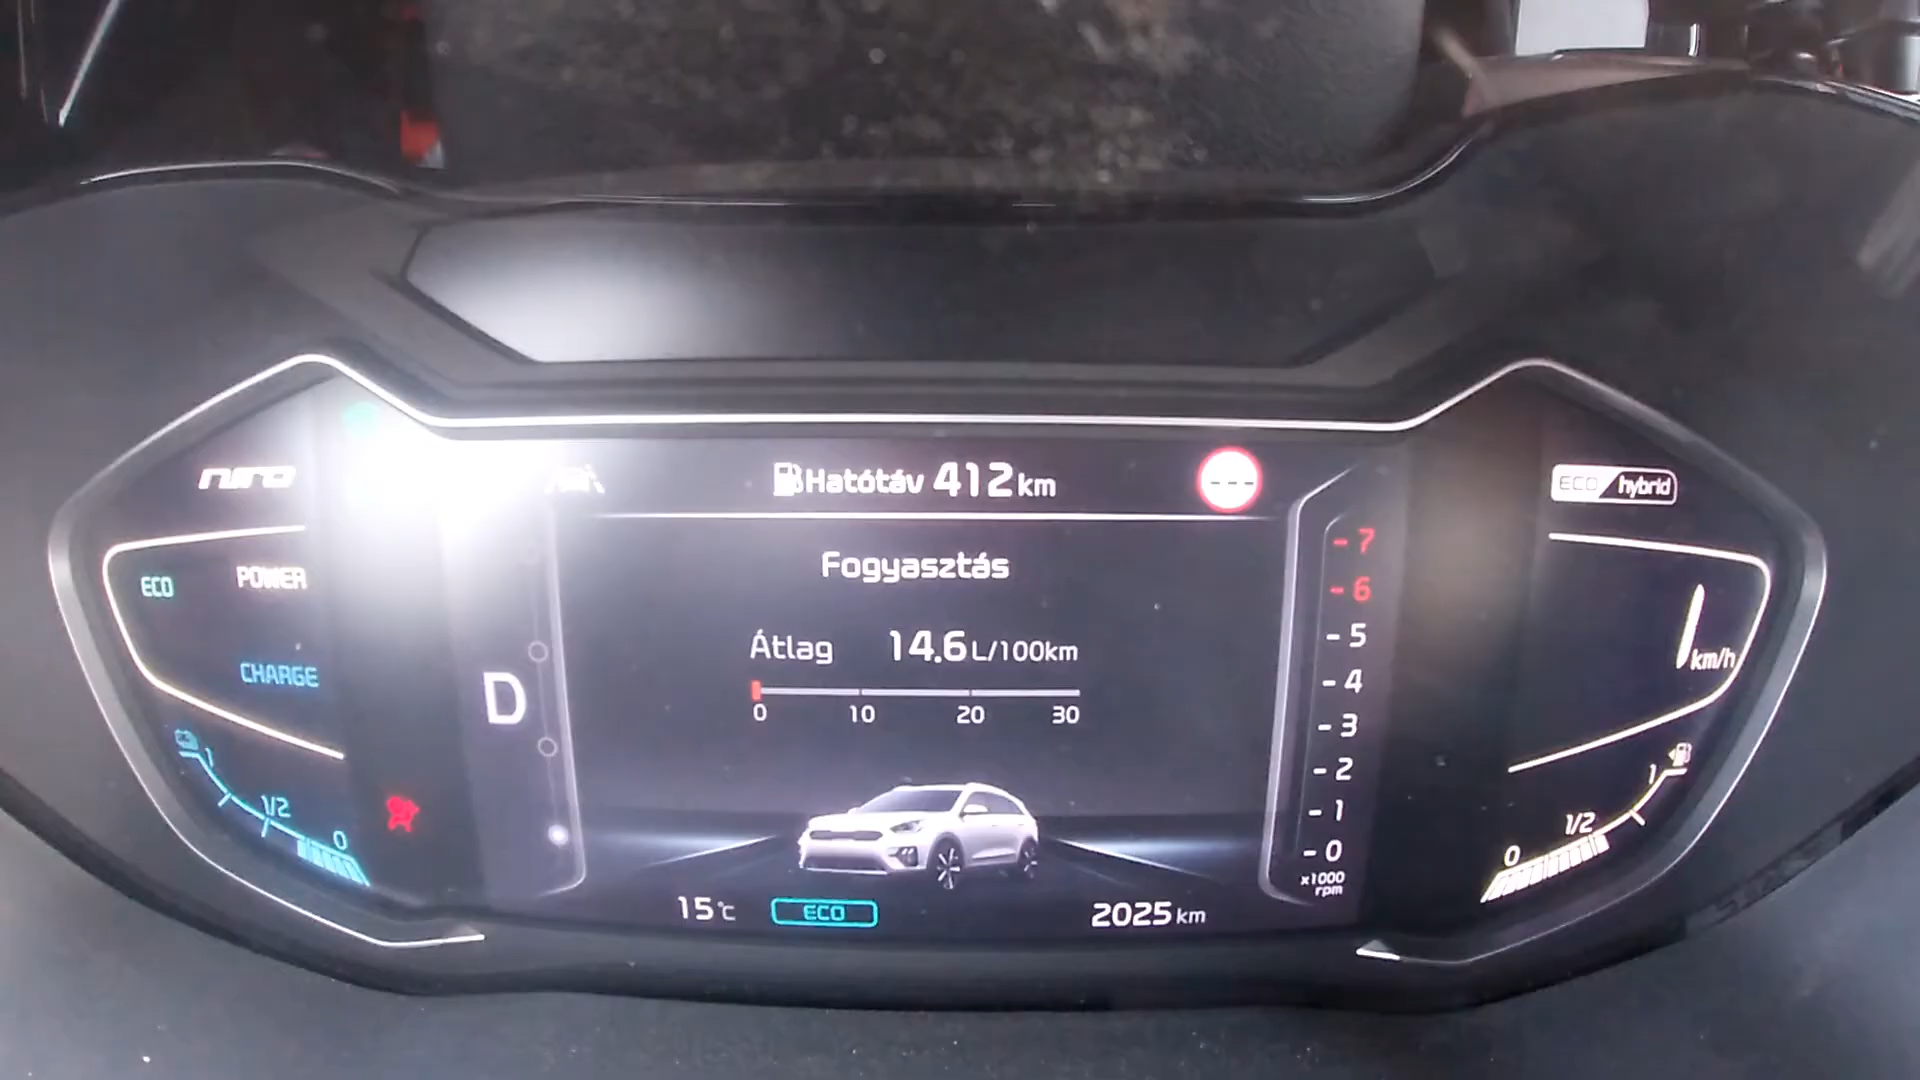 niro
Hatótáv 412 km
---
ECO hybrid
ECO POWER
CHARGE
Fogyasztás
Átlag 14.6 L/100km
0 10 20 30
D
- 7
- 6
- 5
- 4
- 3
- 2
- 1
- 0
x1000
rpm
km/h
1
1/2
0
1
1/2
0
15°C
ECO
2025 km